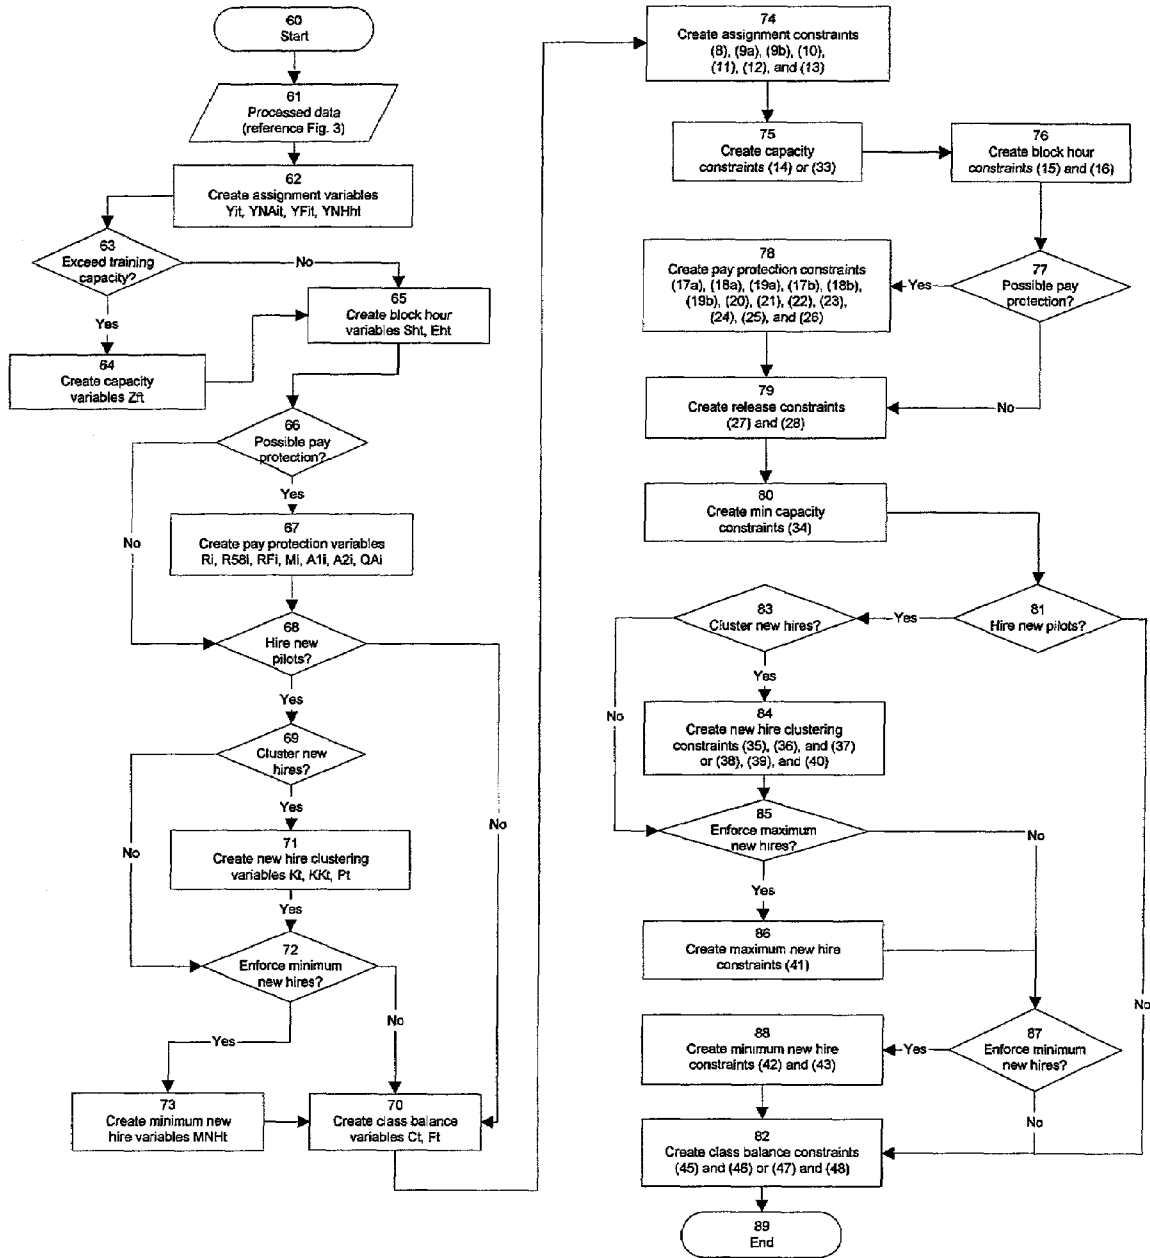 60
Start
61
Processed data
(reference Fig. 3)
62
Create assignment variables
Yit, YNAit, YFit, YNHht
63
Exceed training
capacity?
No
Yes
64
Create capacity
variables Zft
65
Create block hour
variables Sht, Eht
66
Possible pay
protection?
Yes
No
67
Create pay protection variables
Ri, R58i, RFi, Mi, A1i, A2i, QAi
68
Hire new
pilots?
Yes
No
69
Cluster new
hires?
Yes
No
71
Create new hire clustering
variables Kt, KKt, Pt
Yes
72
Enforce minimum
new hires?
Yes
No
73
Create minimum new
hire variables MNHt
70
Create class balance
variables Ct, Ft
74
Create assignment constraints
(8), (9a), (9b), (10),
(11), (12), and (13)
75
Create capacity
constraints (14) or (33)
76
Create block hour
constraints (15) and (16)
77
Possible pay
protection?
Yes
No
78
Create pay protection constraints
(17a), (18a), (19a), (17b), (18b),
(19b), (20), (21), (22), (23),
(24), (25), and (26)
79
Create release constraints
(27) and (28)
80
Create min capacity
constraints (34)
81
Hire new pilots?
Yes
No
83
Cluster new hires?
Yes
No
84
Create new hire clustering
constraints (35), (36), and (37)
or (38), (39), and (40)
85
Enforce maximum
new hires?
No
Yes
86
Create maximum new hire
constraints (41)
87
Enforce minimum
new hires?
Yes
No
88
Create minimum new hire
constraints (42) and (43)
82
Create class balance constraints
(45) and (46) or (47) and (48)
89
End